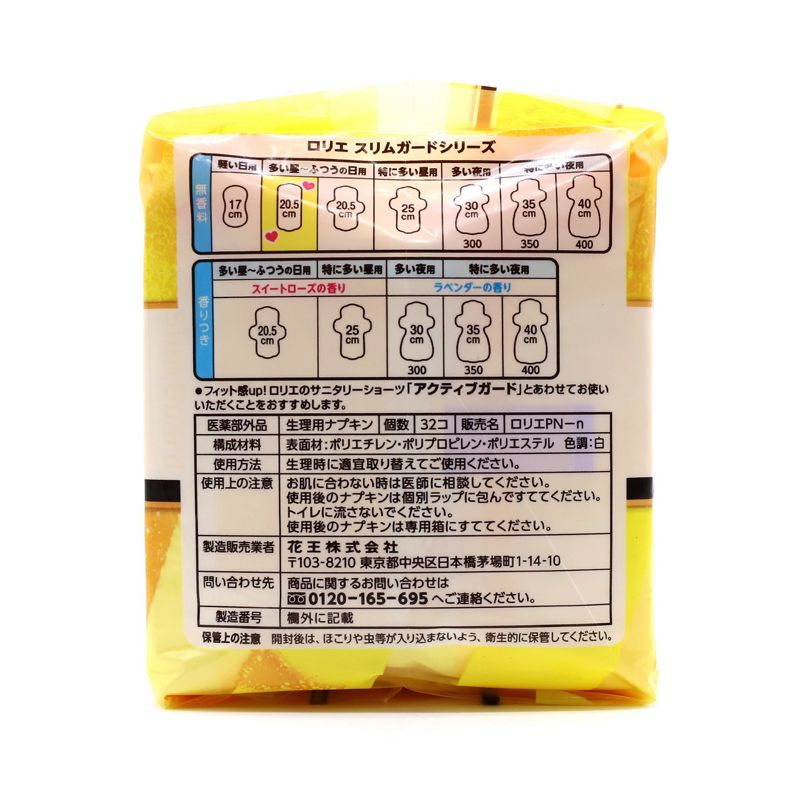 ロリエ スリムガードシリーズ
軽い日用 多い昼〜ふつうの日用 特に多い昼用 多い夜用 特に多い夜用
無香料
17cm 20.5cm 20.5cm 25cm 30cm 35cm 40cm
300 350 400
多い昼〜ふつうの日用 特に多い昼用 多い夜用 特に多い夜用
スイートローズの香り ラベンダーの香り
香りつき
20.5cm 25cm 30cm 35cm 40cm
300 350 400
●フィット感up! ロリエのサニタリーショーツ「アクティブガード」とあわせてお使い
いただくことをおすすめします。
医薬部外品 生理用ナプキン 個数 32コ 販売名 ロリエPN−n
構成材料 表面材:ポリエチレン・ポリプロピレン・ポリエステル 色調:白
使用方法 生理時に適宜取り替えてご使用ください。
使用上の注意 お肌に合わない時は医師に相談してください。
使用後のナプキンは個別ラップに包んですててください。
トイレに流さないでください。
使用後のナプキンは専用箱にすててください。
製造販売業者 花王株式会社
〒103-8210 東京都中央区日本橋茅場町1-14-10
問い合わせ先 商品に関するお問い合わせは
0120-165-695 へご連絡ください。
製造番号 欄外に記載
保管上の注意 開封後は、ほこりや虫等が入り込まないよう、衛生的に保管してください。